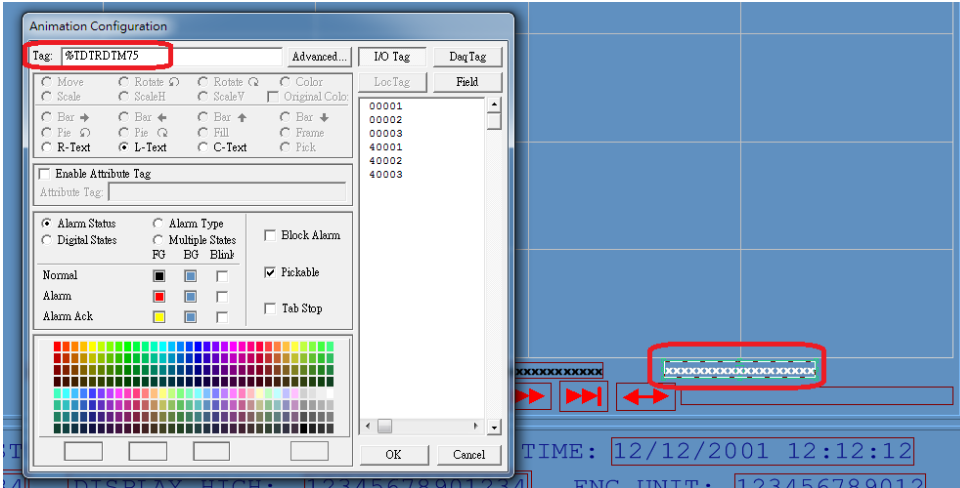 Animation Configuration
Tag: %TDTRDTM75 Advanced... I/O Tag DaqTag
Move Rotate Rotate Color LocTag Field
Scale ScaleH ScaleV Original Color
Bar Bar Bar Bar
Pie Pie Fill Frame
R-Text L-Text C-Text Pick
00001
00002
00003
40001
40002
40003
Enable Attribute Tag
Attribute Tag:
Alarm Status Alarm Type
Digital States Multiple States Block Alarm
FG BG Blink
Normal Pickable
Alarm
Alarm Ack Tab Stop
xxxxxxxxxxx xxxxxxxxxxxxxxxxxxx
OK Cancel
TIME: 12/12/2001 12:12:12
DISPLAY HIGH: 12345678901234 ENG UNIT: 123456789012